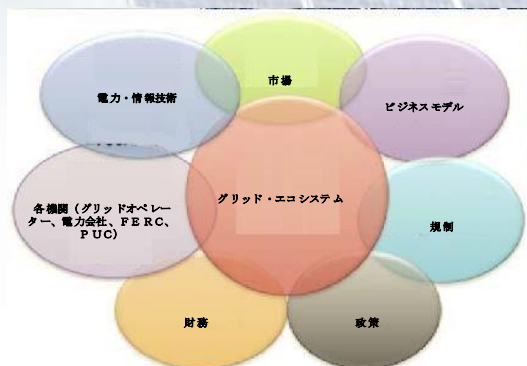 市場
電力・情報技術
ビジネスモデル
グリッド・エコシステム
各機関（グリッドオペレー
ター、電力会社、ＦＥＲＣ、
ＰＵＣ）
規制
財務
政策